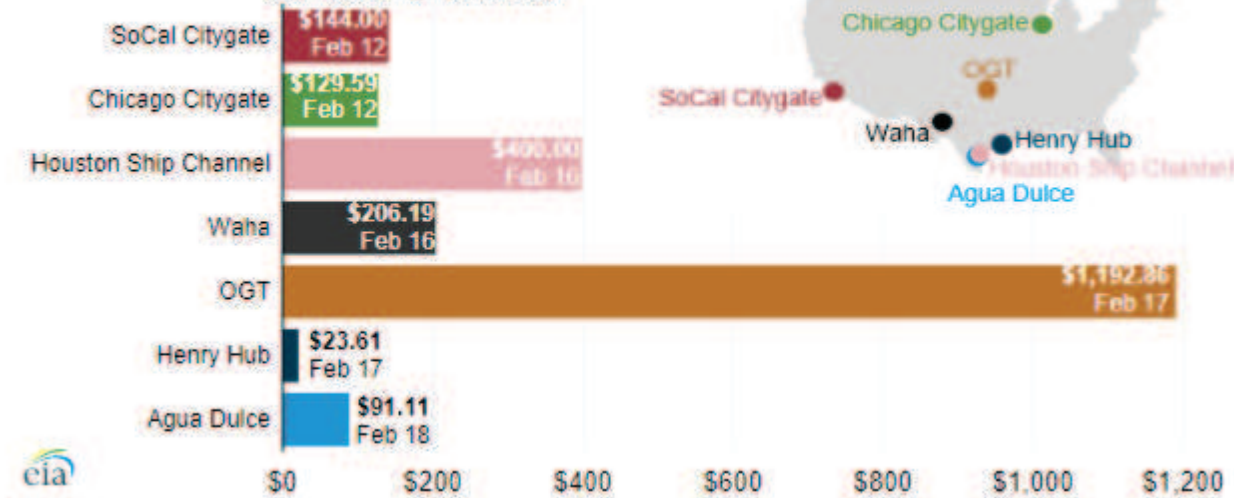 SoCal Citygate
$144.00
Feb 12
Chicago Citygate
$129.59
Feb 12
Houston Ship Channel
$400.00
Feb 16
Waha
$206.19
Feb 16
OGT
$1,192.86
Feb 17
Henry Hub
$23.61
Feb 17
Agua Dulce
$91.11
Feb 18
$0 $200 $400 $600 $800 $1,000 $1,200
eia
Chicago Citygate
OGT
SoCal Citygate
Waha
Henry Hub
Houston Ship Channel
Agua Dulce